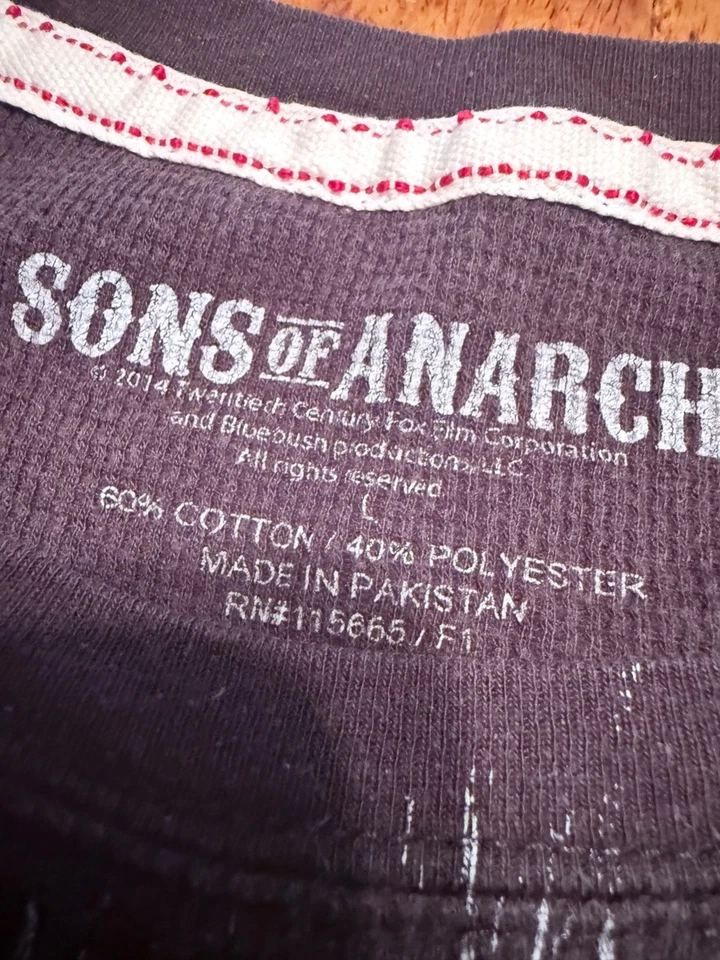 SONS OF ANARCH
© 2014 Twentieth Century Fox Film Corporation
and Bluebush productions, LLC.
All rights reserved.
L
60% COTTON / 40% POLYESTER
MADE IN PAKISTAN
RN#115665 / F1